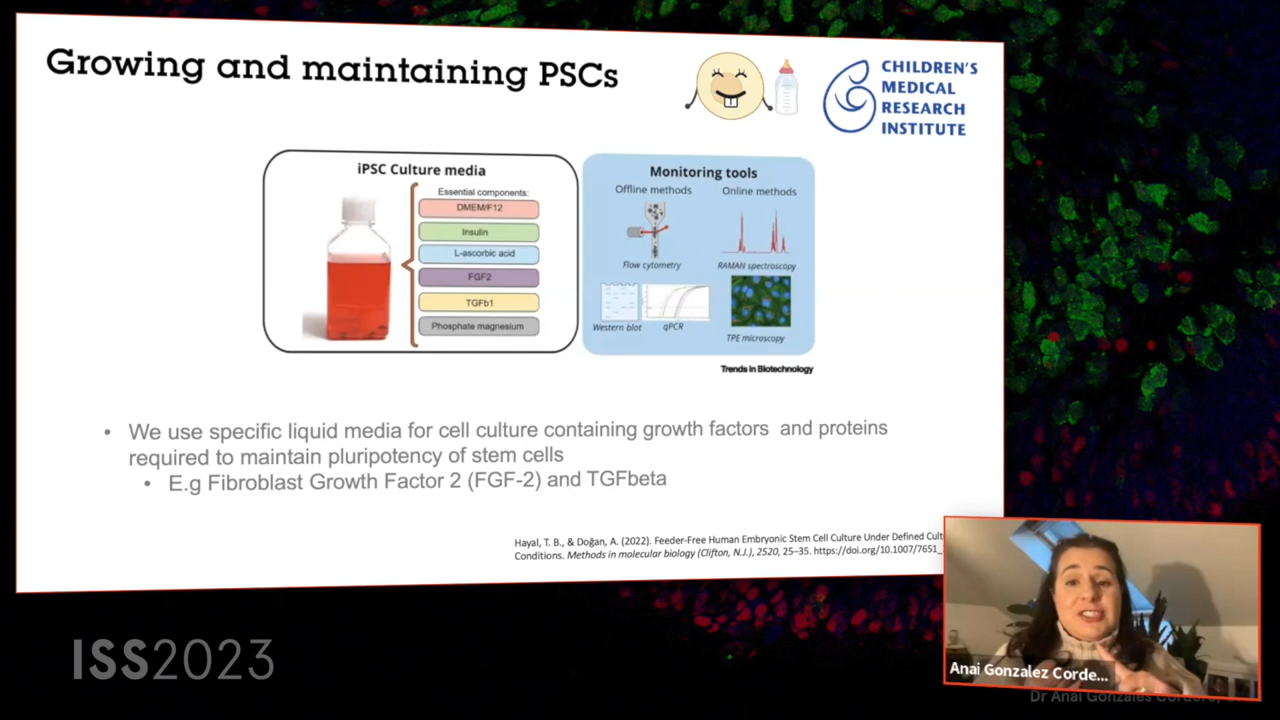 Growing and maintaining PSCs
CHILDREN'S
MEDICAL
RESEARCH
INSTITUTE
iPSC Culture media
Essential components:
DMEM/F12
Insulin
L-ascorbic acid
FGF2
TGFb1
Phosphate magnesium
Monitoring tools
Offline methods
Online methods
Flow cytometry
RAMAN spectroscopy
Western blot
qPCR
TPE microscopy
Trends in Biotechnology
• We use specific liquid media for cell culture containing growth factors and proteins
required to maintain pluripotency of stem cells
• E.g Fibroblast Growth Factor 2 (FGF-2) and TGFbeta
Hayal, T. B., & Doğan, A. (2022). Feeder-Free Human Embryonic Stem Cell Culture Under Defined Cult
Conditions. Methods in molecular biology (Clifton, N.J.), 2520, 25–35. https://doi.org/10.1007/7651_
ISS2023
Anai Gonzalez Corde...
Dr Anai Gonzales Cordero,